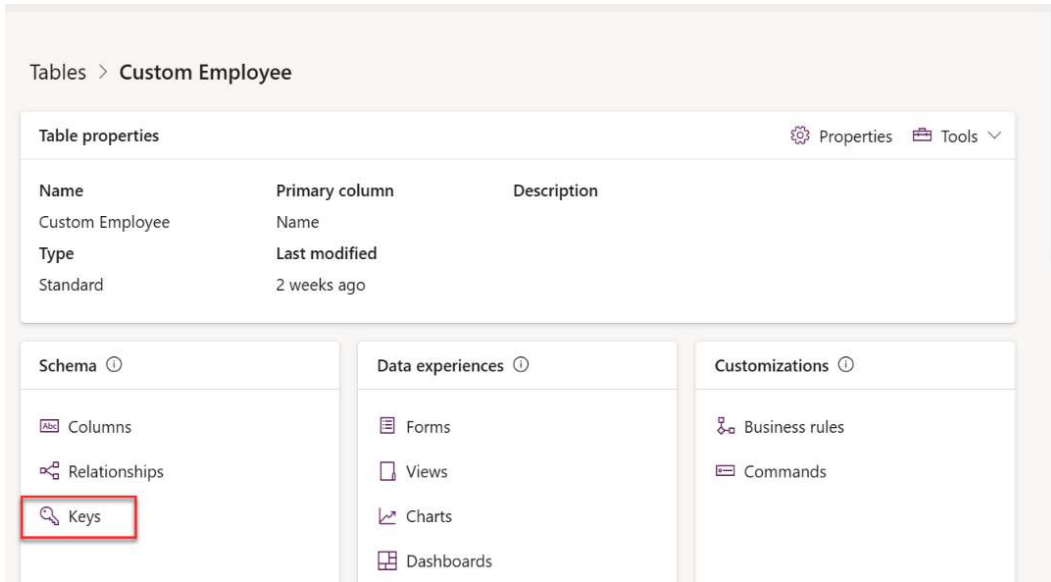 Tables > Custom Employee
Table properties
Properties
Tools
Name
Primary column
Description
Custom Employee
Name
Type
Last modified
Standard
2 weeks ago
Schema
Columns
Relationships
Keys
Data experiences
Forms
Views
Charts
Dashboards
Customizations
Business rules
Commands